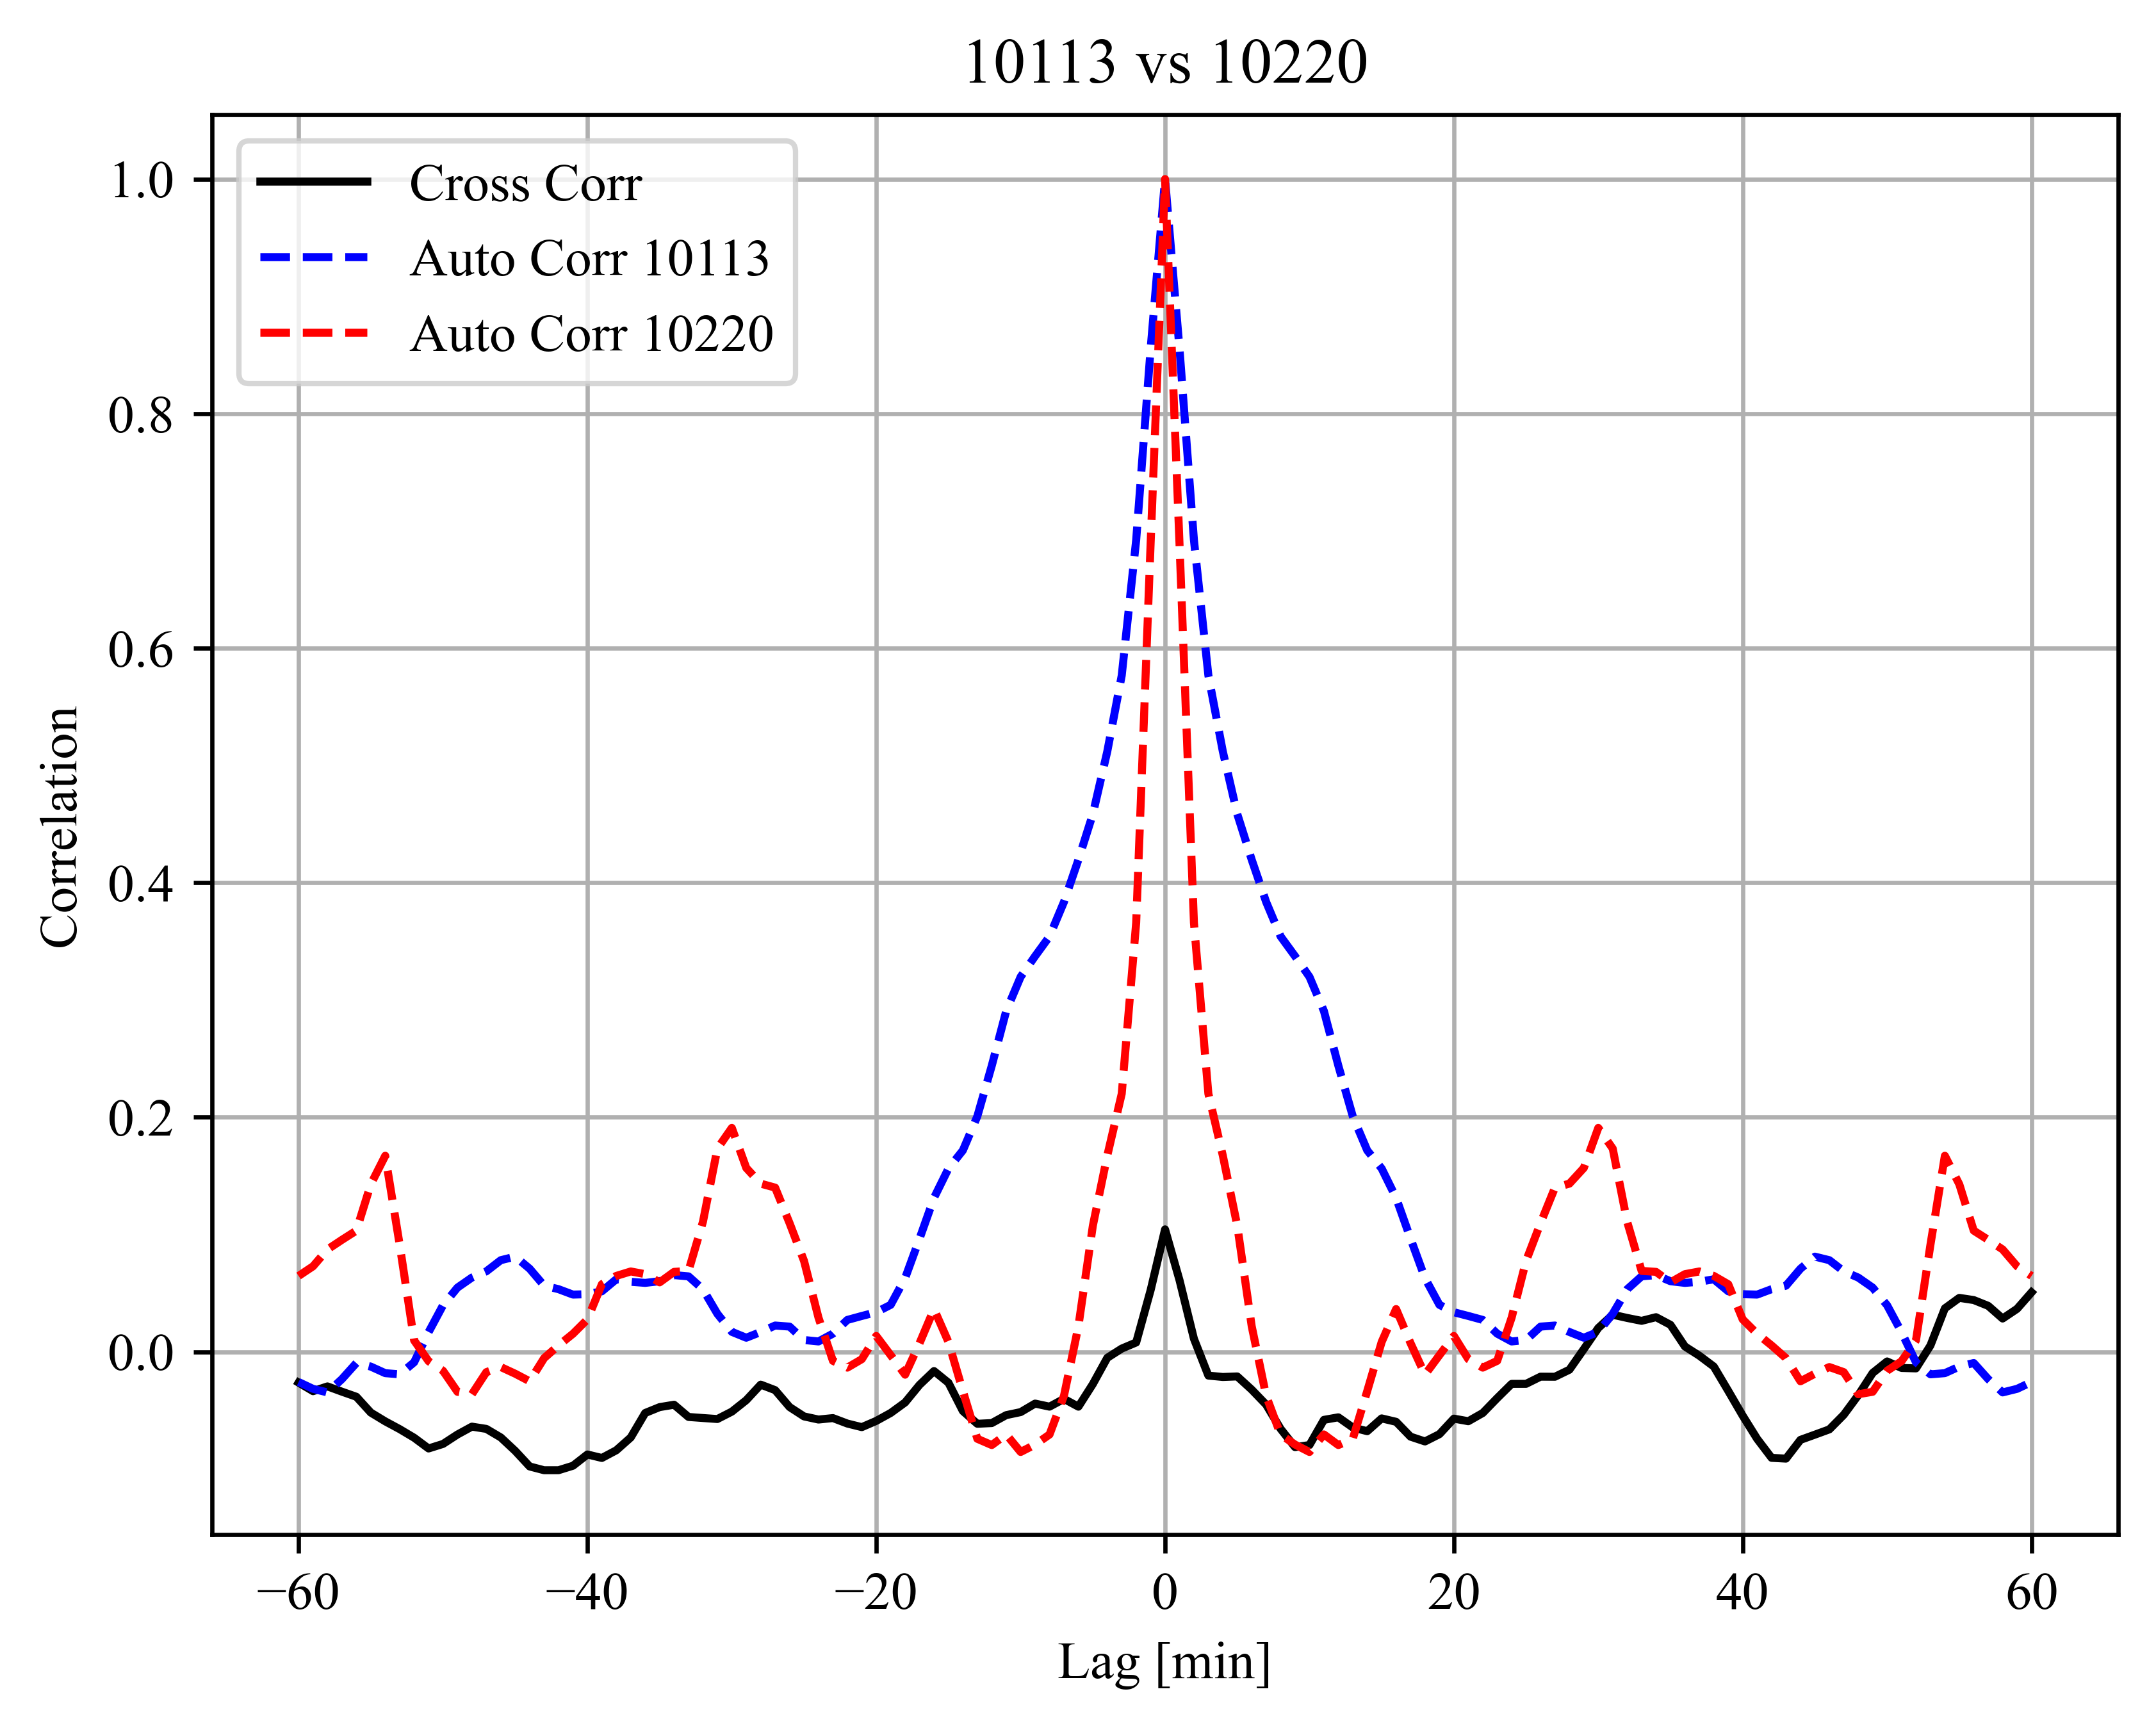 10113 vs 10220
Cross Corr
Auto Corr 10113
Auto Corr 10220
1.0
0.8
0.6
0.4
0.2
0.0
Correlation
−60 −40 −20 0 20 40 60
Lag [min]